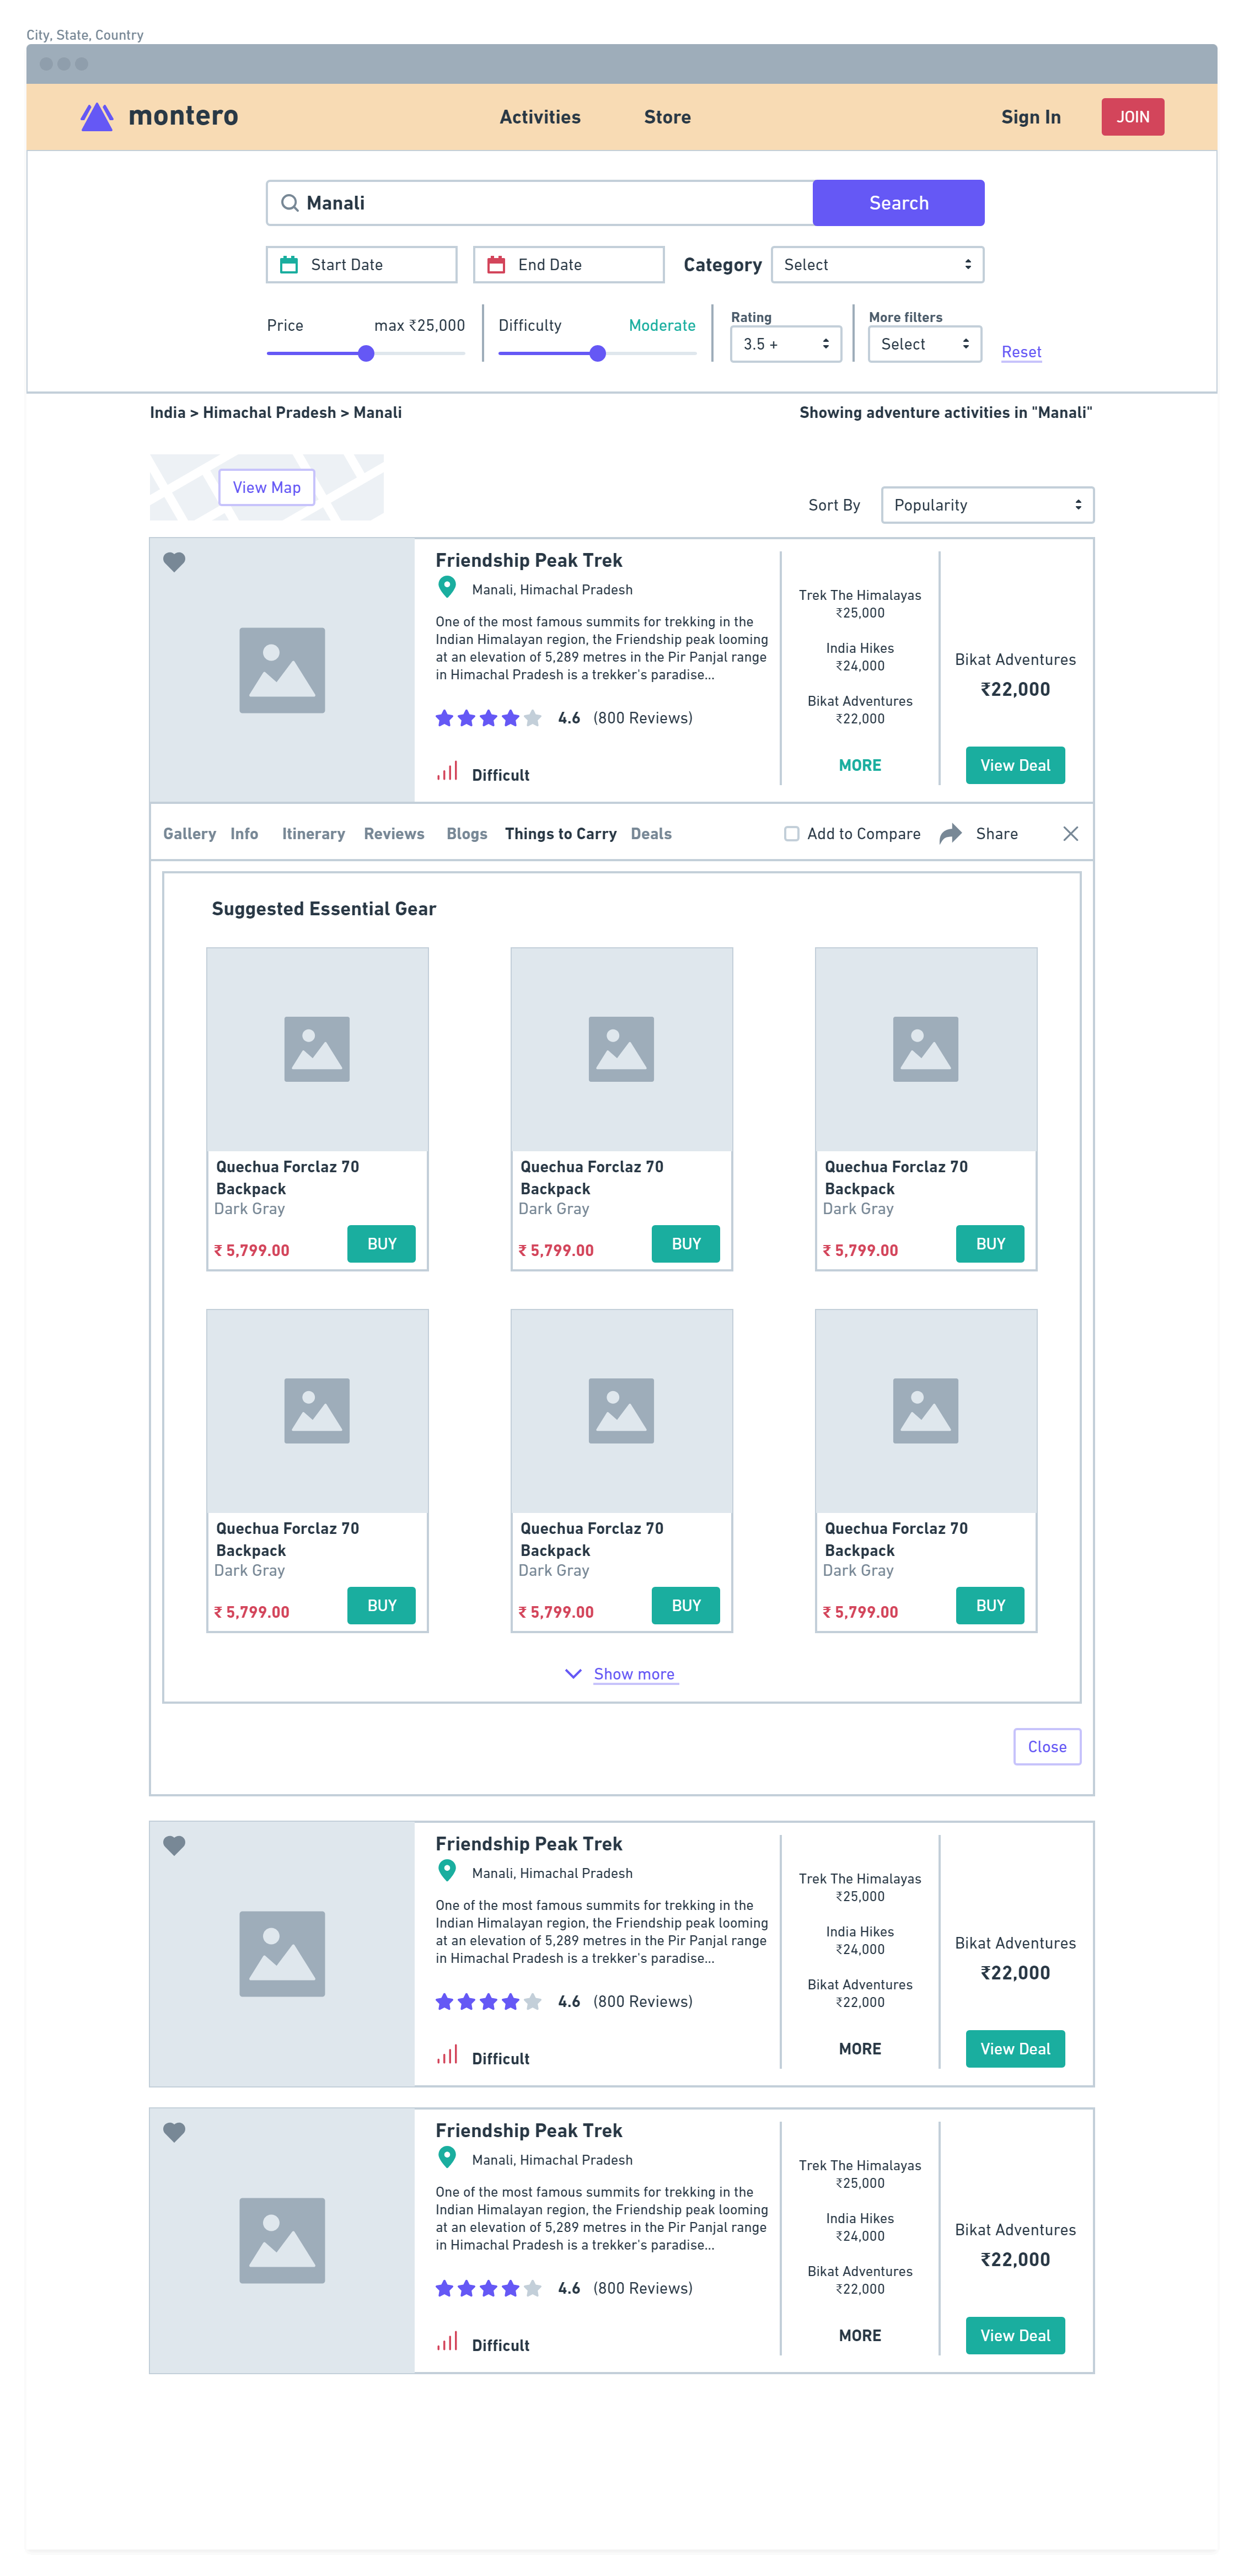 City, State, Country
montero
Activities
Store
Sign In
JOIN
Manali
Search
Start Date
End Date
Category
Select
Price
max ₹25,000
Difficulty
Moderate
Rating
3.5 +
More filters
Select
Reset
India > Himachal Pradesh > Manali
Showing adventure activities in "Manali"
View Map
Sort By
Popularity
Friendship Peak Trek
Manali, Himachal Pradesh
One of the most famous summits for trekking in the
Indian Himalayan region, the Friendship peak looming
at an elevation of 5,289 metres in the Pir Panjal range
in Himachal Pradesh is a trekker's paradise...
4.6 (800 Reviews)
Difficult
Trek The Himalayas
₹25,000
India Hikes
₹24,000
Bikat Adventures
₹22,000
MORE
Bikat Adventures
₹22,000
View Deal
Gallery
Info
Itinerary
Reviews
Blogs
Things to Carry
Deals
Add to Compare
Share
Suggested Essential Gear
Quechua Forclaz 70
Backpack
Dark Gray
₹ 5,799.00
BUY
Quechua Forclaz 70
Backpack
Dark Gray
₹ 5,799.00
BUY
Quechua Forclaz 70
Backpack
Dark Gray
₹ 5,799.00
BUY
Quechua Forclaz 70
Backpack
Dark Gray
₹ 5,799.00
BUY
Quechua Forclaz 70
Backpack
Dark Gray
₹ 5,799.00
BUY
Quechua Forclaz 70
Backpack
Dark Gray
₹ 5,799.00
BUY
Show more
Close
Friendship Peak Trek
Manali, Himachal Pradesh
One of the most famous summits for trekking in the
Indian Himalayan region, the Friendship peak looming
at an elevation of 5,289 metres in the Pir Panjal range
in Himachal Pradesh is a trekker's paradise...
4.6 (800 Reviews)
Difficult
Trek The Himalayas
₹25,000
India Hikes
₹24,000
Bikat Adventures
₹22,000
MORE
Bikat Adventures
₹22,000
View Deal
Friendship Peak Trek
Manali, Himachal Pradesh
One of the most famous summits for trekking in the
Indian Himalayan region, the Friendship peak looming
at an elevation of 5,289 metres in the Pir Panjal range
in Himachal Pradesh is a trekker's paradise...
4.6 (800 Reviews)
Difficult
Trek The Himalayas
₹25,000
India Hikes
₹24,000
Bikat Adventures
₹22,000
MORE
Bikat Adventures
₹22,000
View Deal